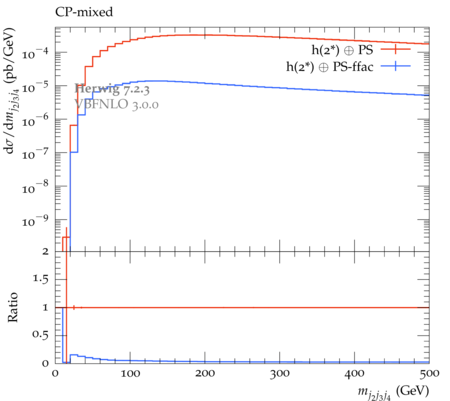 CP-mixed
dσ/dm_{j₂j₃j₄} (pb/GeV)
10⁻⁴
10⁻⁵
10⁻⁶
10⁻⁷
10⁻⁸
10⁻⁹
h(2*) ⊕ PS
h(2*) ⊕ PS-ffac
Herwig 7.2.3
VBFNLO 3.0.0
Ratio
2
1.5
1
0.5
0
0 100 200 300 400 500
m_{j₂j₃j₄} (GeV)